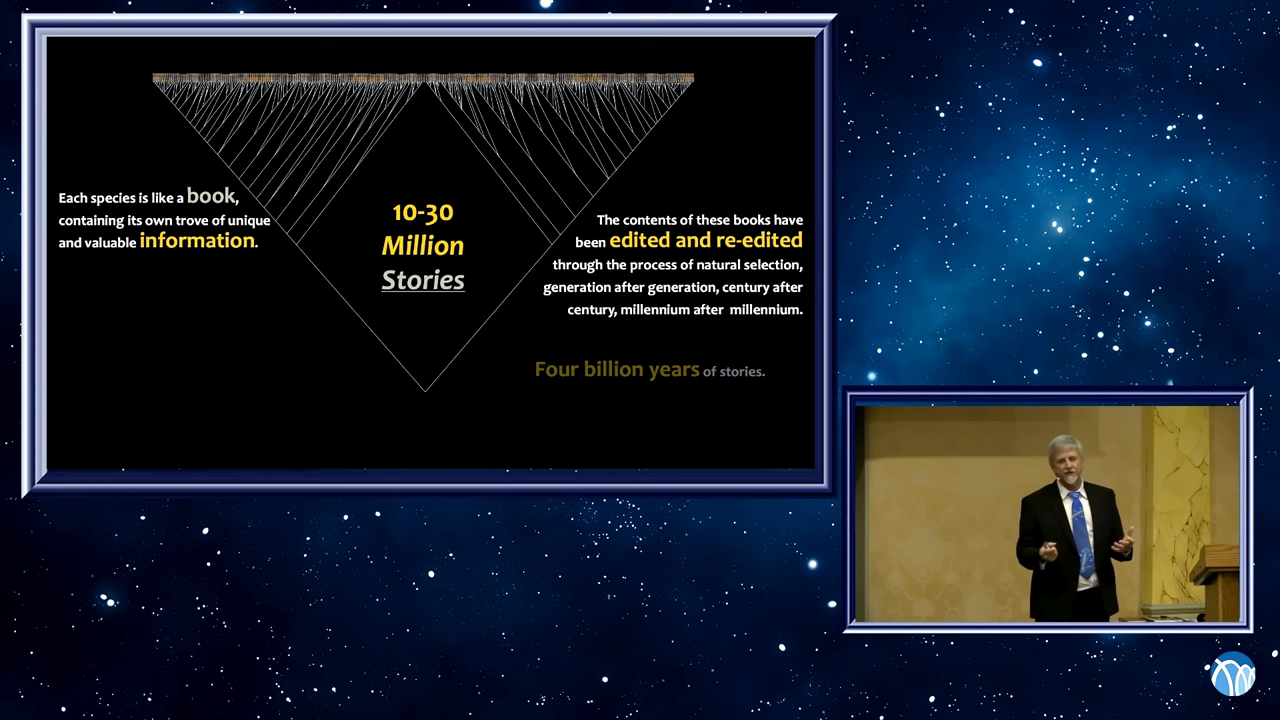 Each species is like a book,
containing its own trove of unique
and valuable information.
10-30
Million
Stories
The contents of these books have
been edited and re-edited
through the process of natural selection,
generation after generation, century after
century, millennium after millennium.
Four billion years of stories.